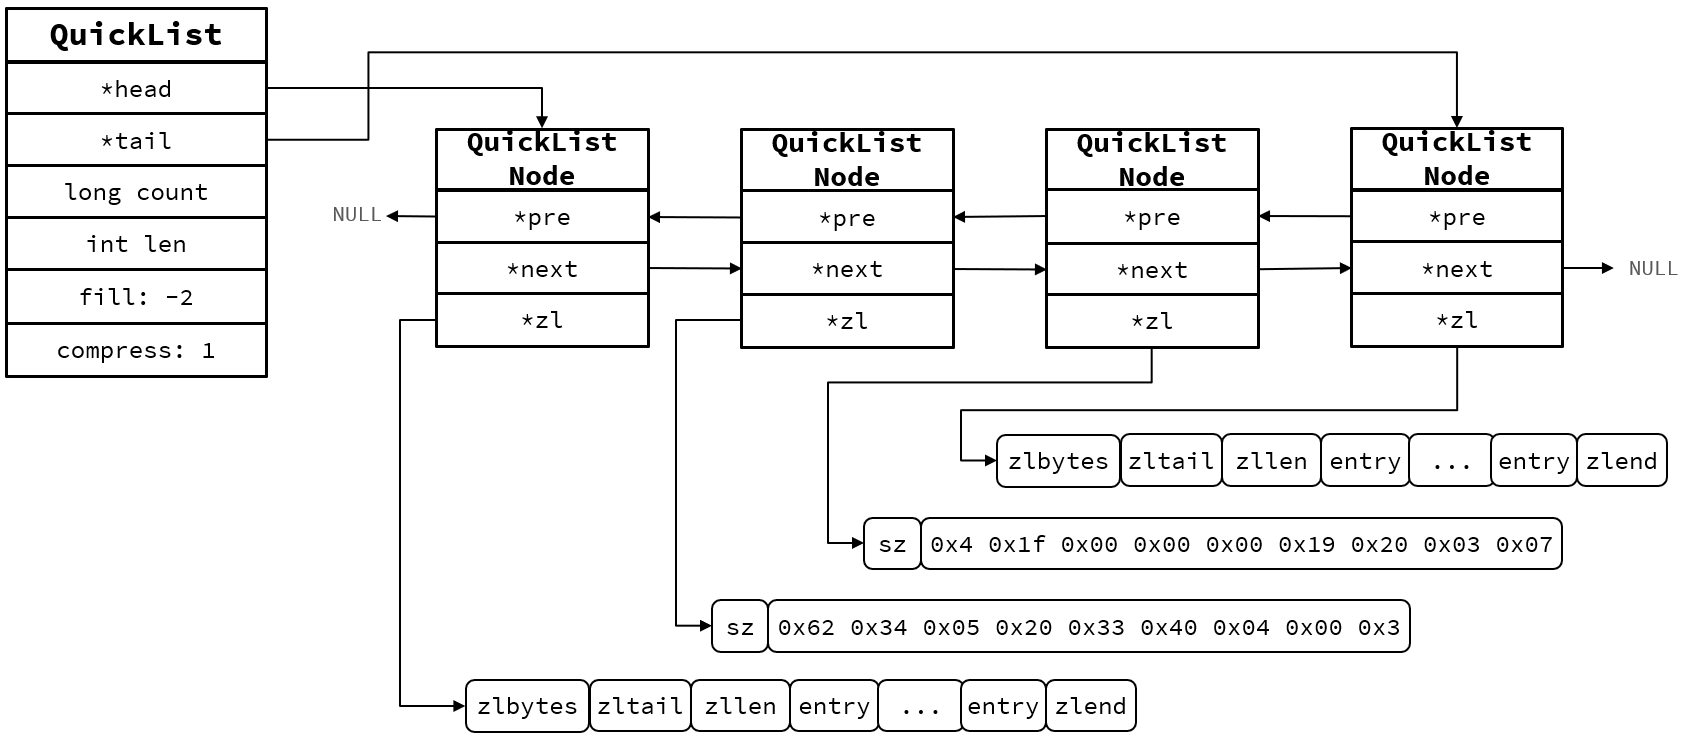 QuickList
*head
*tail
long count
int len
fill: -2
compress: 1
QuickList
Node
*pre
*next
*zl
QuickList
Node
*pre
*next
*zl
QuickList
Node
*pre
*next
*zl
QuickList
Node
*pre
*next
*zl
NULL
NULL
zlbytes zltail zllen entry ... entry zlend
sz 0x4 0x1f 0x00 0x00 0x00 0x19 0x20 0x03 0x07
sz 0x62 0x34 0x05 0x20 0x33 0x40 0x04 0x00 0x3
zlbytes zltail zllen entry ... entry zlend